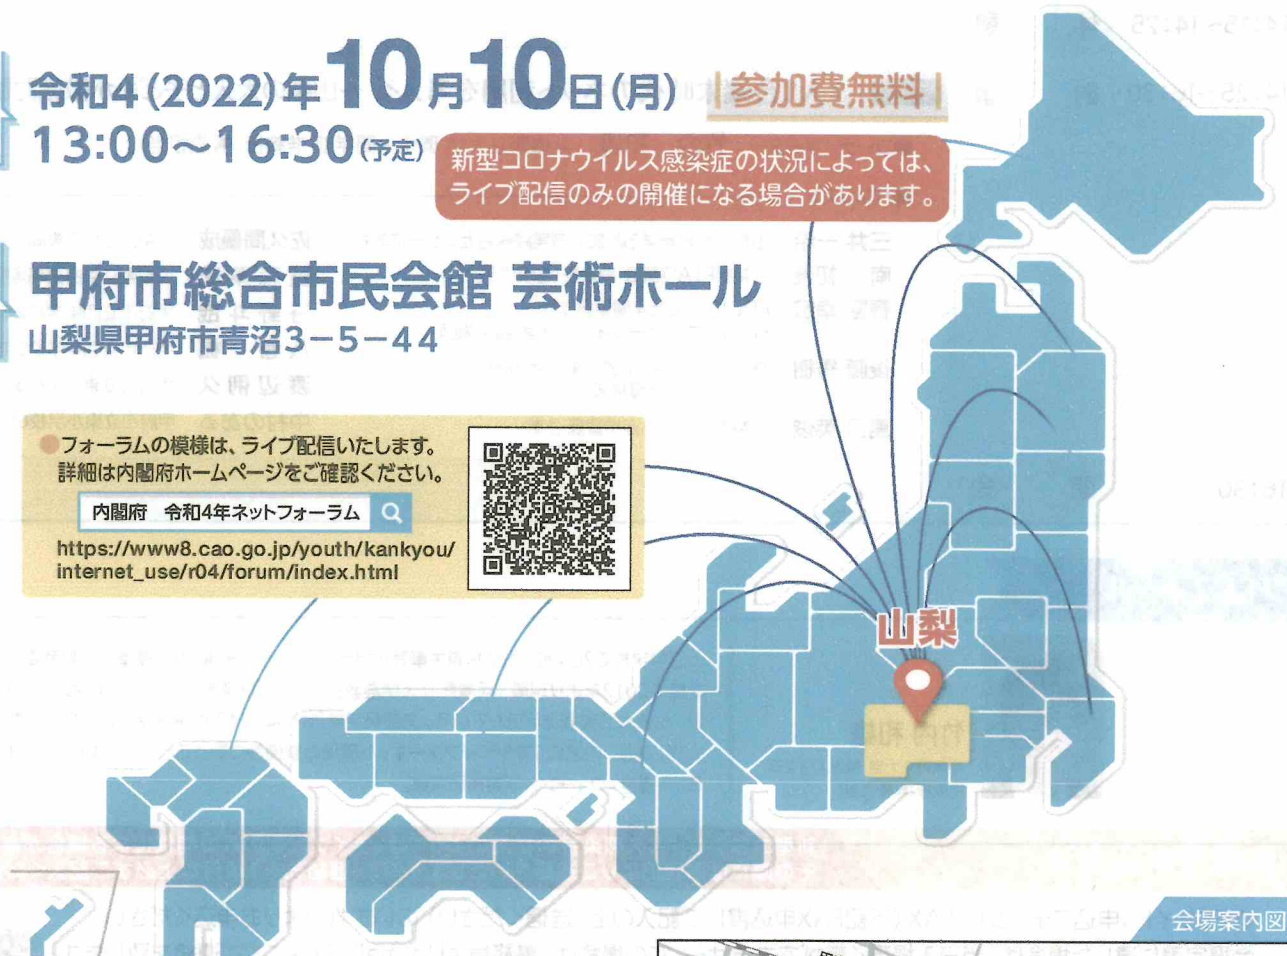 令和4(2022)年10月10日(月)
参加費無料
13:00～16:30(予定)
新型コロナウイルス感染症の状況によっては、
ライブ配信のみの開催になる場合があります。
甲府市総合市民会館 芸術ホール
山梨県甲府市青沼3－5－44
●フォーラムの模様は、ライブ配信いたします。
詳細は内閣府ホームページをご確認ください。
内閣府　令和4年ネットフォーラム
https://www8.cao.go.jp/youth/kankyou/
internet_use/r04/forum/index.html
山梨
会場案内図